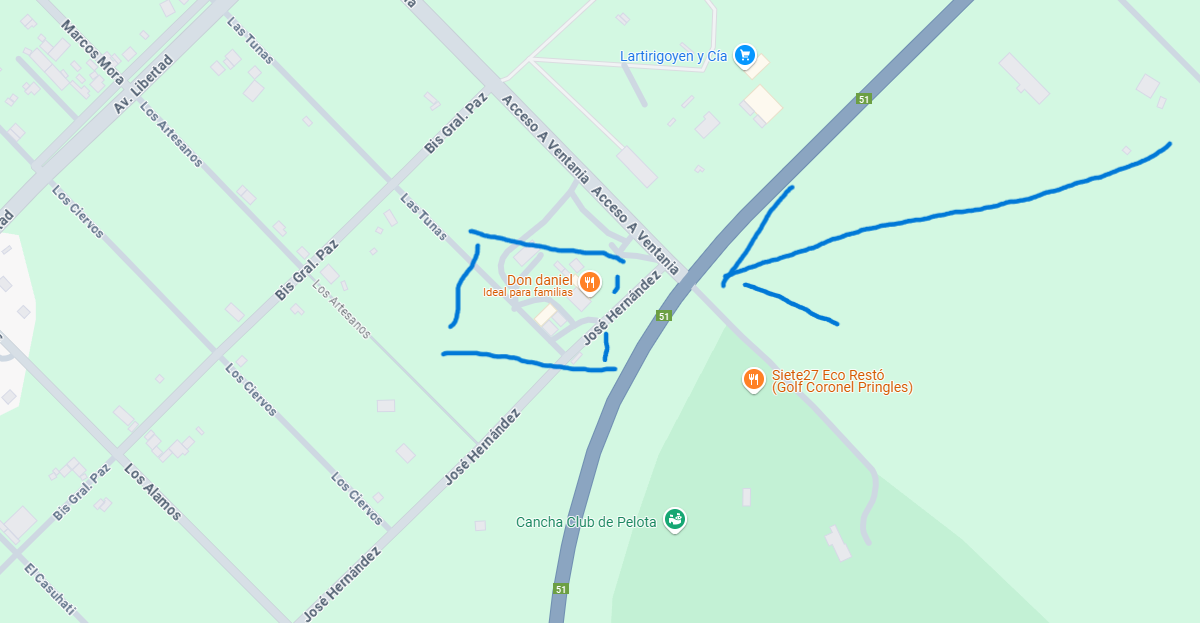 Marcos Mora
Las Tunas
Av. Libertad
Lartirigoyen y Cía
51
Los Artesanos
Bis Gral. Paz
Acceso A Ventania
Acceso A Ventania
Los Ciervos
Las Tunas
Bis Gral. Paz
Don daniel
Ideal para familias
Los Artesanos
José Hernández
51
Siete27 Eco Restó
(Golf Coronel Pringles)
Los Ciervos
José Hernández
Los Alamos
Bis Gral. Paz
Los Ciervos
Cancha Club de Pelota
El Casuhati
José Hernández
51